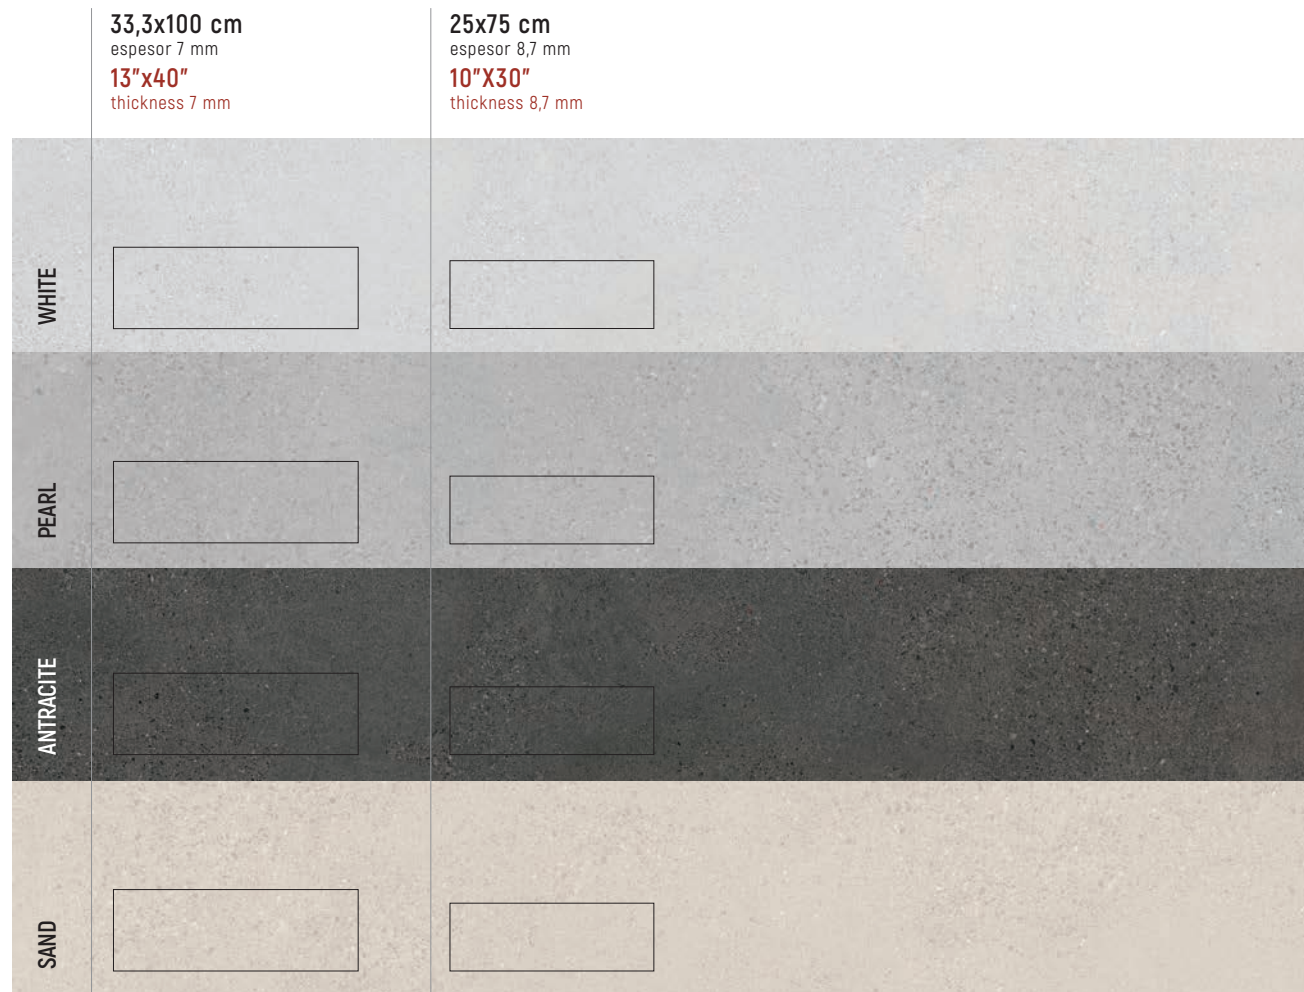 33,3x100 cm
espesor 7 mm
13"x40"
thickness 7 mm
25x75 cm
espesor 8,7 mm
10"X30"
thickness 8,7 mm
WHITE
PEARL
ANTRACITE
SAND